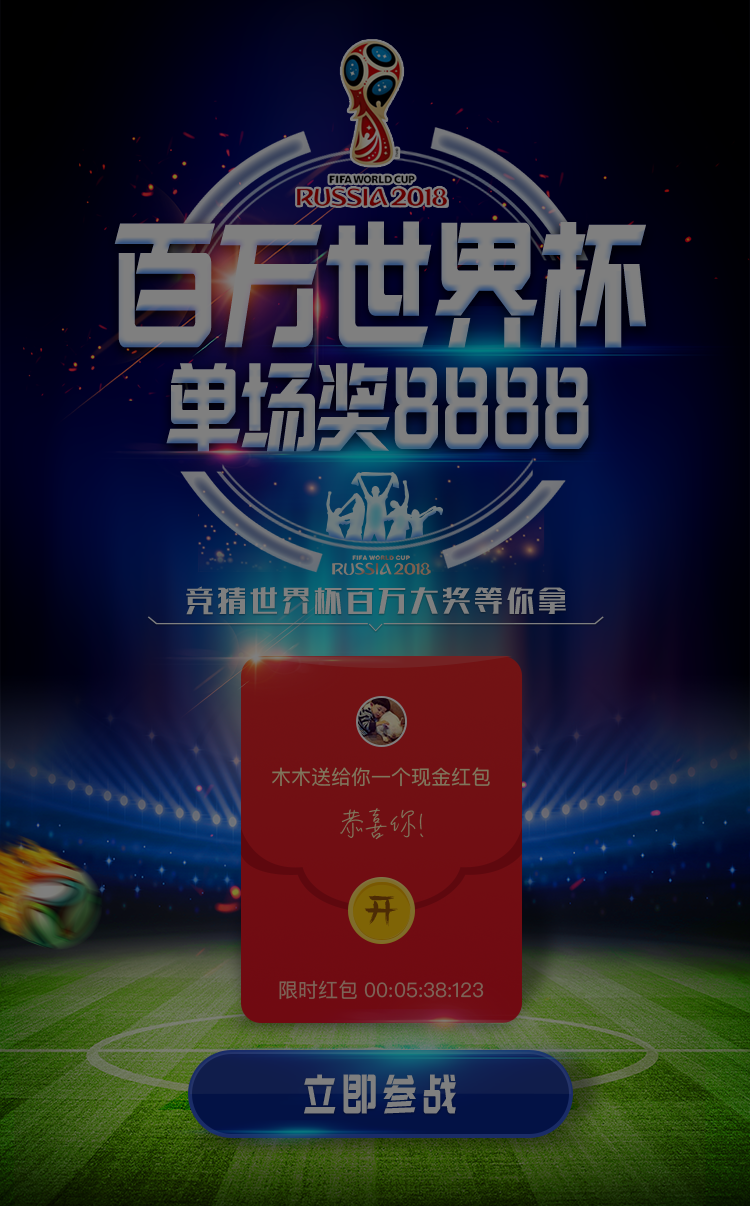 FIFA WORLD CUP
RUSSIA 2018
百万世界杯
单场奖8888
FIFA WORLD CUP
RUSSIA 2018
竞猜世界杯百万大奖等你拿
木木送给你一个现金红包
恭喜你!
开
限时红包 00:05:38:123
立即参战